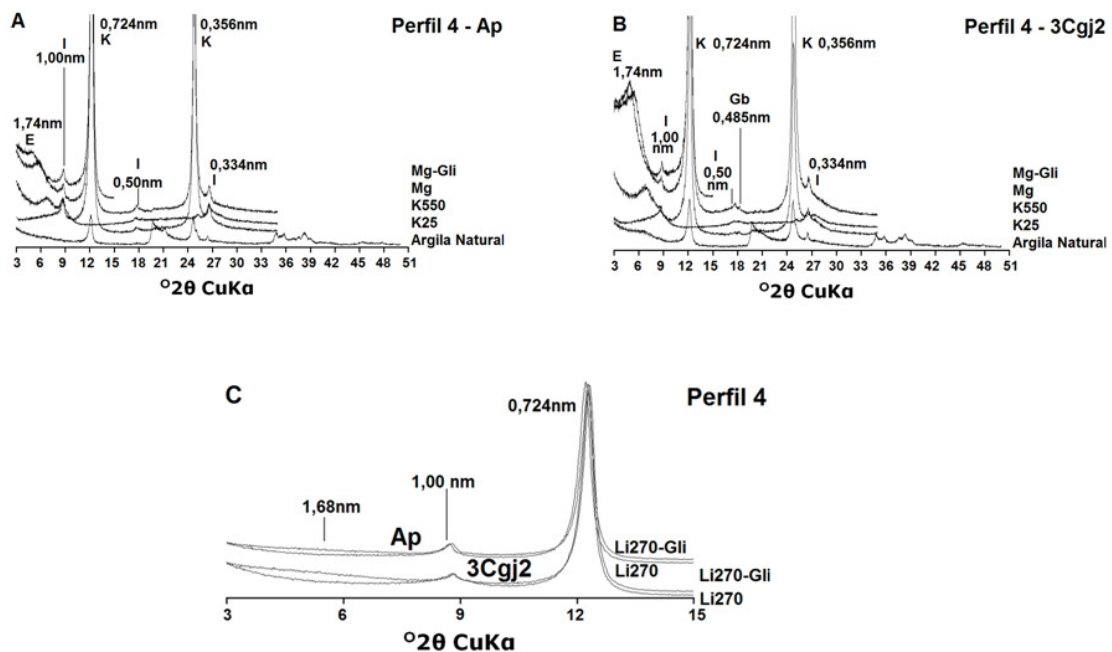 A
Perfil 4 - Ap
0,724nm
K
0,356nm
K
I
1,00nm
1,74nm
E
I
0,50nm
0,334nm
I
Mg-Gli
Mg
K550
K25
Argila Natural
3 6 9 12 15 18 21 24 27 30 33 36 39 42 45 48 51
O2θ CuKα
B
Perfil 4 - 3Cgj2
K 0,724nm
K 0,356nm
E
1,74nm
Gb
0,485nm
I
1,00
nm
I
0,50
nm
0,334nm
I
Mg-Gli
Mg
K550
K25
Argila Natural
3 6 9 12 15 18 21 24 27 30 33 36 39 42 45 48 51
O2θ CuKα
C
Perfil 4
0,724nm
1,00 nm
1,68nm
Ap
3Cgj2
Li270-Gli
Li270
Li270-Gli
Li270
3 6 9 12 15
O2θ CuKα